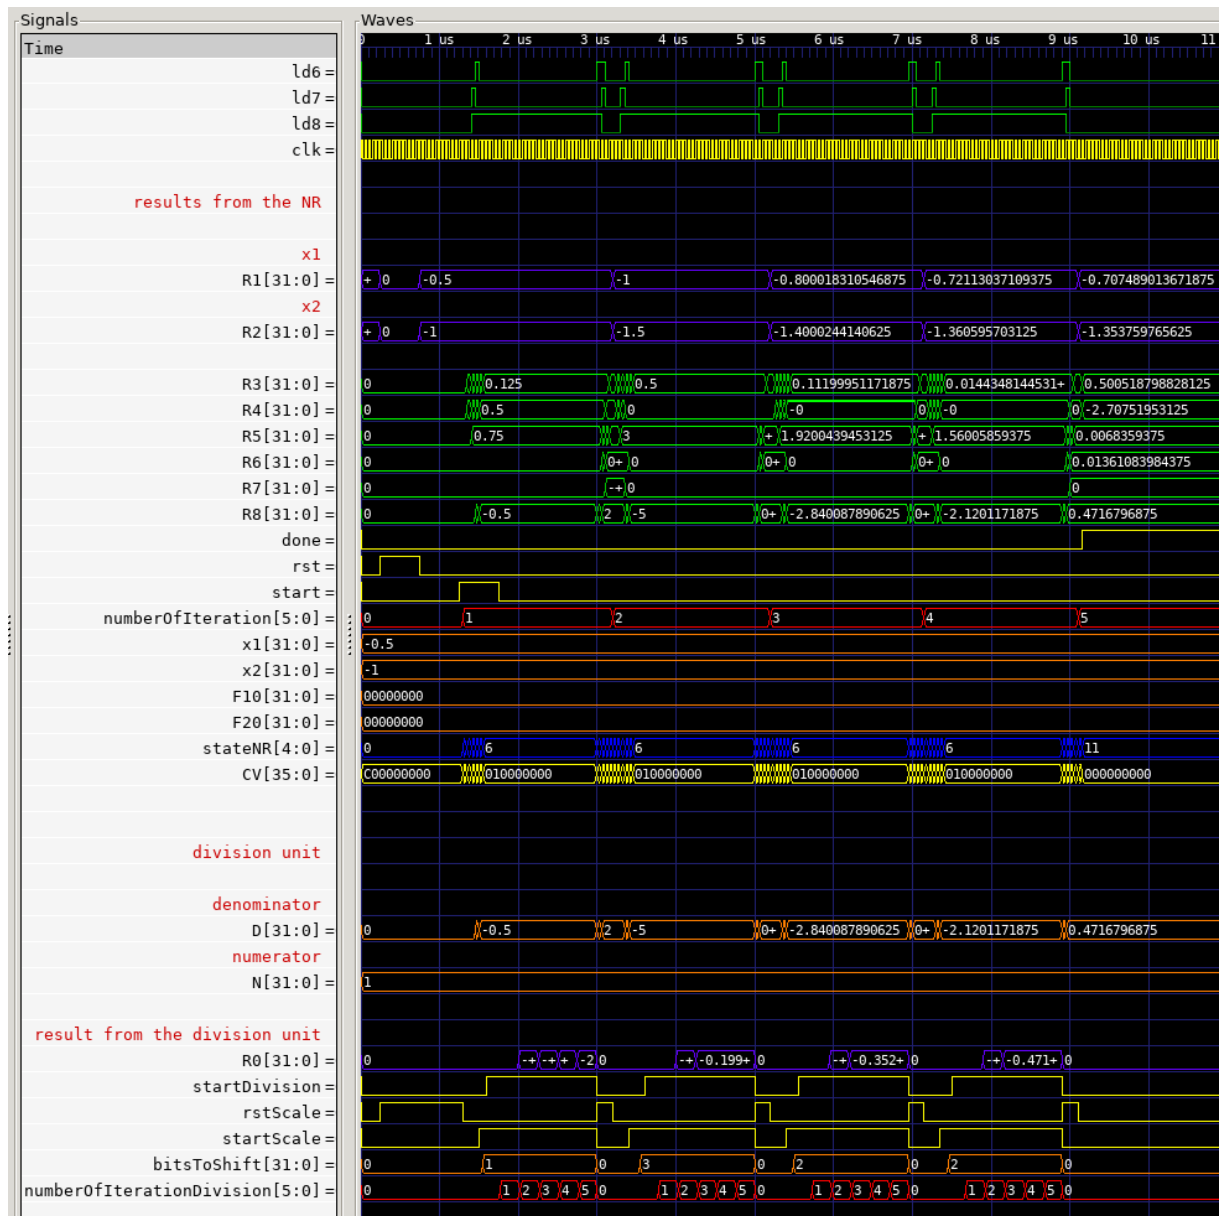 Signals Waves
Time 0 1 us 2 us 3 us 4 us 5 us 6 us 7 us 8 us 9 us 10 us 11
ld6 =
ld7 =
ld8 =
clk =
results from the NR
x1
R1[31:0] = + 0 -0.5 -1 -0.800018310546875 -0.72113037109375 -0.707489013671875
x2
R2[31:0] = + 0 -1 -1.5 -1.4000244140625 -1.360595703125 -1.353759765625
R3[31:0] = 0 0.125 0.5 0.11199951171875 0.0144348144531+ 0.500518798828125
R4[31:0] = 0 0.5 0 -0 0 -0 0 -2.70751953125
R5[31:0] = 0 0.75 3 + 1.9200439453125 + 1.56005859375 0.0068359375
R6[31:0] = 0 0+ 0 0+ 0 0+ 0 0.01361083984375
R7[31:0] = 0 -+ 0 0
R8[31:0] = 0 -0.5 2 -5 0+ -2.840087890625 0+ -2.1201171875 0.4716796875
done =
rst =
start =
numberOfIteration[5:0] = 0 1 2 3 4 5
x1[31:0] = -0.5
x2[31:0] = -1
F10[31:0] = 00000000
F20[31:0] = 00000000
stateNR[4:0] = 0 6 6 6 6 11
CV[35:0] = C00000000 010000000 010000000 010000000 010000000 000000000
division unit
denominator
D[31:0] = 0 -0.5 2 -5 0+ -2.840087890625 0+ -2.1201171875 0.4716796875
numerator
N[31:0] = 1
result from the division unit
R0[31:0] = 0 -+ -+ + -2 0 -+ -0.199+ 0 -+ -0.352+ 0 -+ -0.471+ 0
startDivision =
rstScale =
startScale =
bitsToShift[31:0] = 0 1 0 3 0 2 0 2 0
numberOfIterationDivision[5:0] = 0 1 2 3 4 5 0 1 2 3 4 5 0 1 2 3 4 5 0 1 2 3 4 5 0